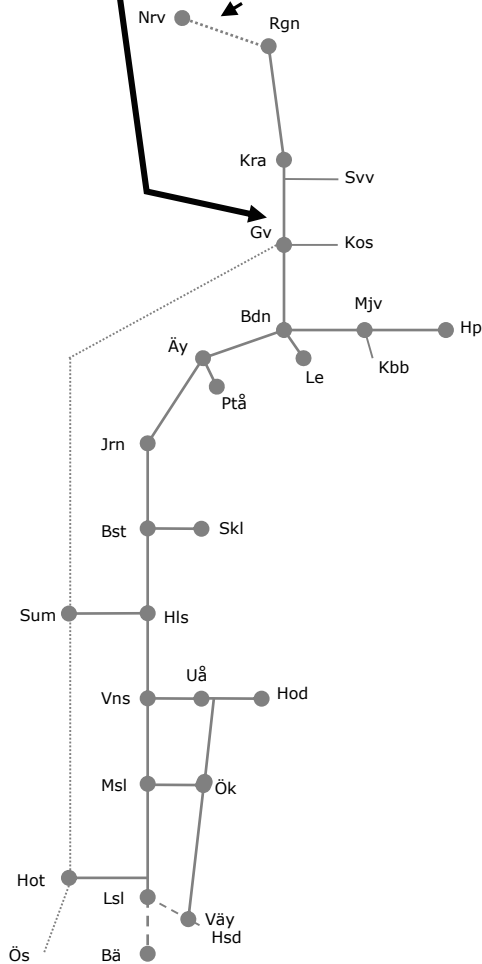 Nrv
Rgn
Kra
Svv
Gv
Kos
Bdn
Mjv
Hp
Äy
Le
Kbb
Ptå
Jrn
Bst
Skl
Sum
Hls
Uå
Vns
Hod
Msl
Ök
Hot
Lsl
Väy
Hsd
Ös
Bä